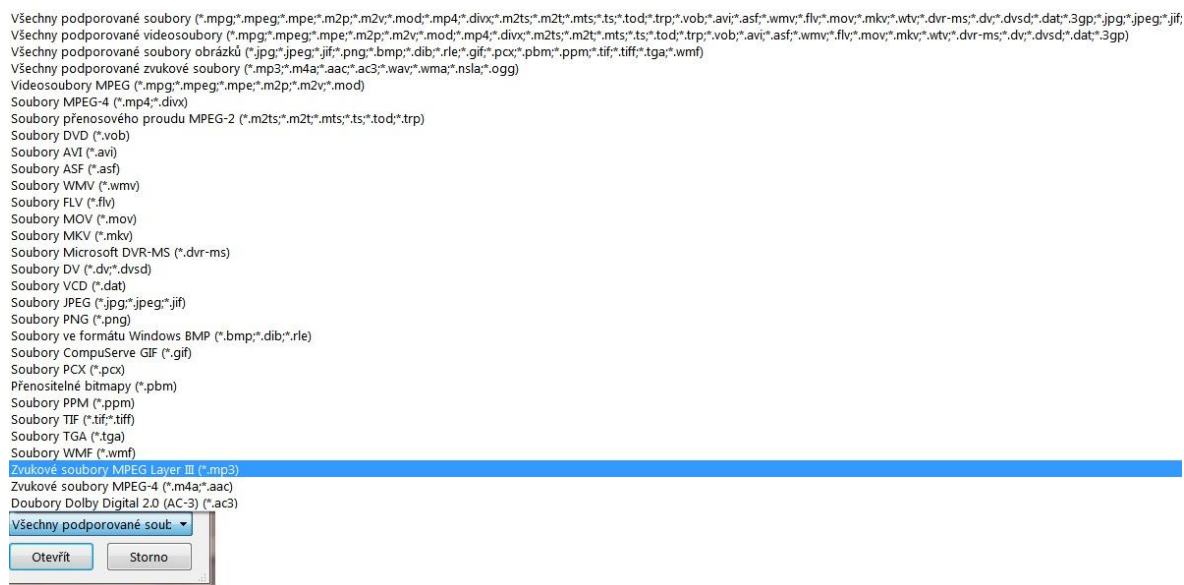 Všechny podporované soubory (*.mpg;*.mpeg;*.mpe;*.m2p;*.m2v;*.mod;*.mp4;*.divx;*.m2ts;*.m2t;*.mts;*.ts;*.tod;*.trp;*.vob;*.avi;*.asf;*.wmv;*.flv;*.mov;*.mkv;*.wtv;*.dvr-ms;*.dv;*.dvsd;*.dat;*.3gp;*.jpg;*.jpeg;*.jif;
Všechny podporované videosoubory (*.mpg;*.mpeg;*.mpe;*.m2p;*.m2v;*.mod;*.mp4;*.divx;*.m2ts;*.m2t;*.mts;*.ts;*.tod;*.trp;*.vob;*.avi;*.asf;*.wmv;*.flv;*.mov;*.mkv;*.wtv;*.dvr-ms;*.dv;*.dvsd;*.dat;*.3gp)
Všechny podporované soubory obrázků (*.jpg;*.jpeg;*.jif;*.png;*.bmp;*.dib;*.rle;*.gif;*.pcx;*.pbm;*.ppm;*.tif;*.tiff;*.tga;*.wmf)
Všechny podporované zvukové soubory (*.mp3;*.m4a;*.aac;*.ac3;*.wav;*.wma;*.nsla;*.ogg)
Videosoubory MPEG (*.mpg;*.mpeg;*.mpe;*.m2p;*.m2v;*.mod)
Soubory MPEG-4 (*.mp4;*.divx)
Soubory přenosového proudu MPEG-2 (*.m2ts;*.m2t;*.mts;*.ts;*.tod;*.trp)
Soubory DVD (*.vob)
Soubory AVI (*.avi)
Soubory ASF (*.asf)
Soubory WMV (*.wmv)
Soubory FLV (*.flv)
Soubory MOV (*.mov)
Soubory MKV (*.mkv)
Soubory Microsoft DVR-MS (*.dvr-ms)
Soubory DV (*.dv;*.dvsd)
Soubory VCD (*.dat)
Soubory JPEG (*.jpg;*.jpeg;*.jif)
Soubory PNG (*.png)
Soubory ve formátu Windows BMP (*.bmp;*.dib;*.rle)
Soubory CompuServe GIF (*.gif)
Soubory PCX (*.pcx)
Přenositelné bitmapy (*.pbm)
Soubory PPM (*.ppm)
Soubory TIF (*.tif;*.tiff)
Soubory TGA (*.tga)
Soubory WMF (*.wmf)
Zvukové soubory MPEG Layer III (*.mp3)
Zvukové soubory MPEG-4 (*.m4a;*.aac)
Doubory Dolby Digital 2.0 (AC-3) (*.ac3)
Všechny podporované soub
Otevřít Storno